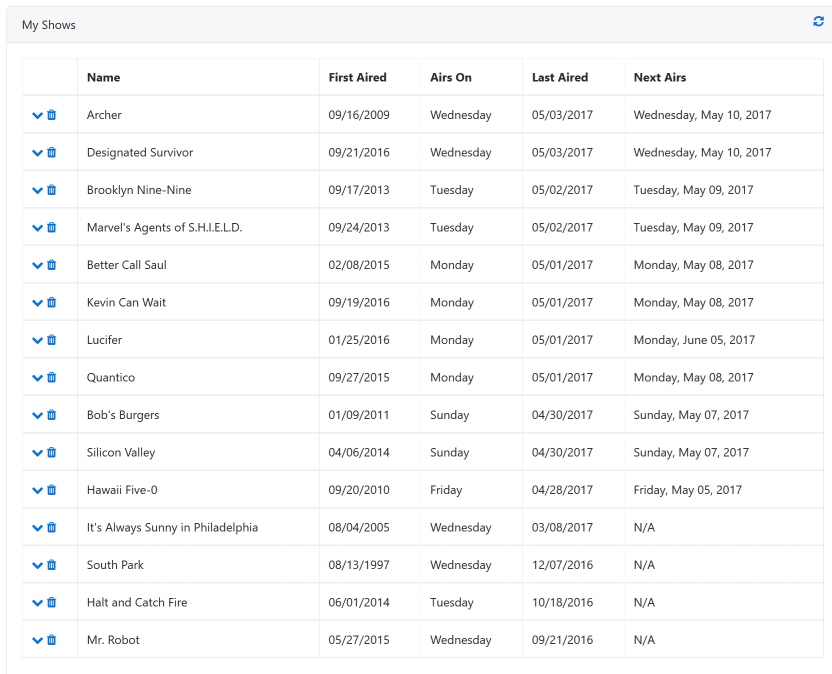 My Shows
Name First Aired Airs On Last Aired Next Airs
Archer 09/16/2009 Wednesday 05/03/2017 Wednesday, May 10, 2017
Designated Survivor 09/21/2016 Wednesday 05/03/2017 Wednesday, May 10, 2017
Brooklyn Nine-Nine 09/17/2013 Tuesday 05/02/2017 Tuesday, May 09, 2017
Marvel's Agents of S.H.I.E.L.D. 09/24/2013 Tuesday 05/02/2017 Tuesday, May 09, 2017
Better Call Saul 02/08/2015 Monday 05/01/2017 Monday, May 08, 2017
Kevin Can Wait 09/19/2016 Monday 05/01/2017 Monday, May 08, 2017
Lucifer 01/25/2016 Monday 05/01/2017 Monday, June 05, 2017
Quantico 09/27/2015 Monday 05/01/2017 Monday, May 08, 2017
Bob's Burgers 01/09/2011 Sunday 04/30/2017 Sunday, May 07, 2017
Silicon Valley 04/06/2014 Sunday 04/30/2017 Sunday, May 07, 2017
Hawaii Five-0 09/20/2010 Friday 04/28/2017 Friday, May 05, 2017
It's Always Sunny in Philadelphia 08/04/2005 Wednesday 03/08/2017 N/A
South Park 08/13/1997 Wednesday 12/07/2016 N/A
Halt and Catch Fire 06/01/2014 Tuesday 10/18/2016 N/A
Mr. Robot 05/27/2015 Wednesday 09/21/2016 N/A